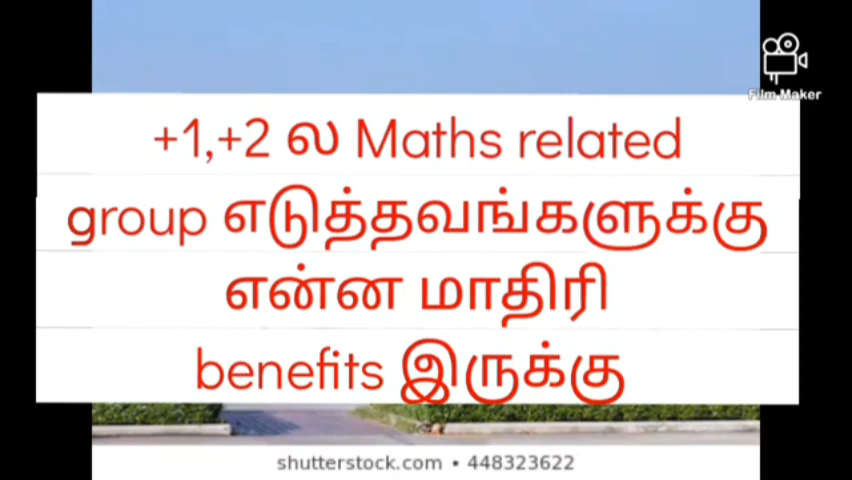 Film Maker
+1,+2 ல Maths related
group எடுத்தவங்களுக்கு
என்ன மாதிரி
benefits இருக்கு
shutterstock.com • 448323622